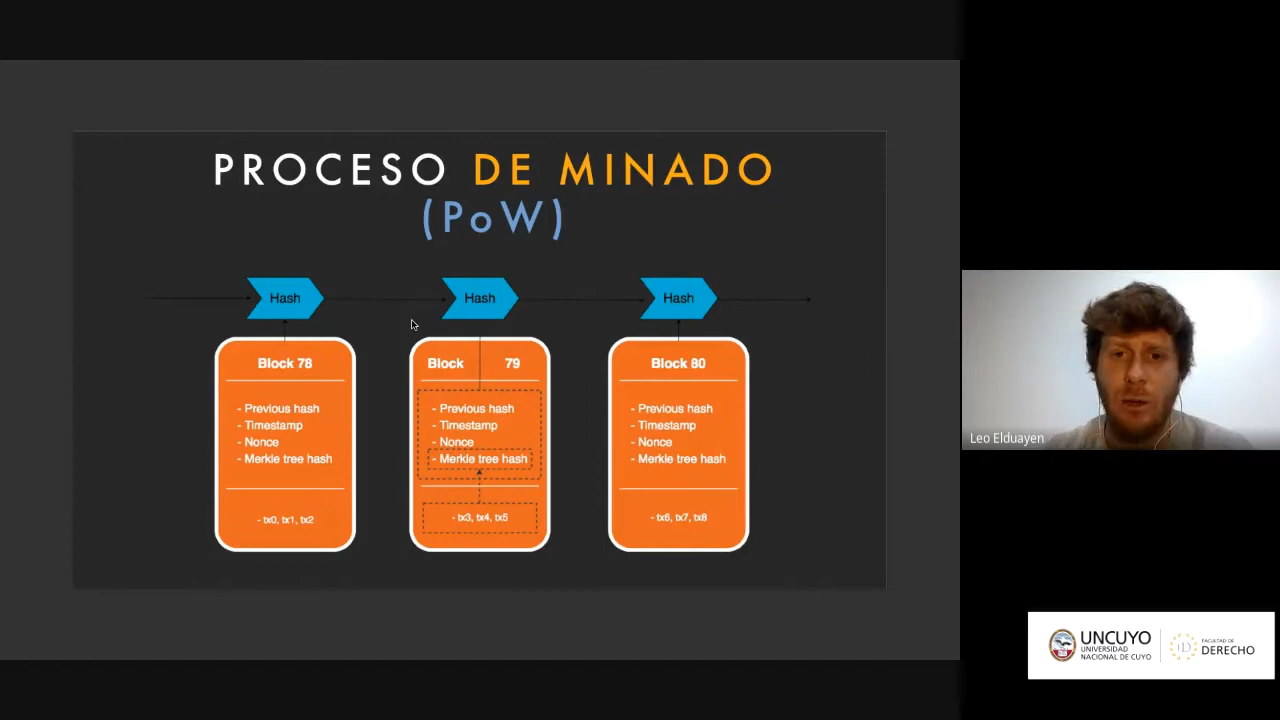 PROCESO DE MINADO
(PoW)
Hash
Hash
Hash
Block 78
- Previous hash
- Timestamp
- Nonce
- Merkle tree hash
- tx0, tx1, tx2
Block 79
- Previous hash
- Timestamp
- Nonce
- Merkle tree hash
- tx3, tx4, tx5
Block 80
- Previous hash
- Timestamp
- Nonce
- Merkle tree hash
- tx6, tx7, tx8
Leo Elduayen
UNCUYO
UNIVERSIDAD
NACIONAL DE CUYO
FACULTAD DE
DERECHO